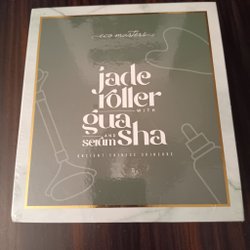 eco masters
jade
roller
WITH
gua
AND
serum sha
ANCIENT CHINESE SKINCARE